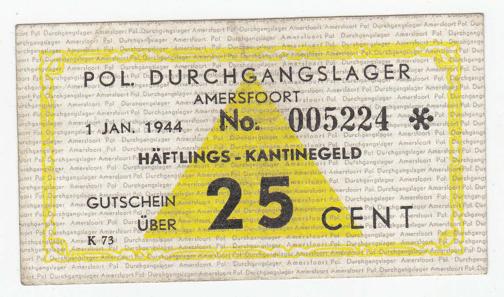 POL. DURCHGANGSLAGER
AMERSFOORT
1 JAN. 1944 No. 005224 *
HÄFTLINGS - KANTINEGELD
GUTSCHEIN
ÜBER 25 CENT
K 73